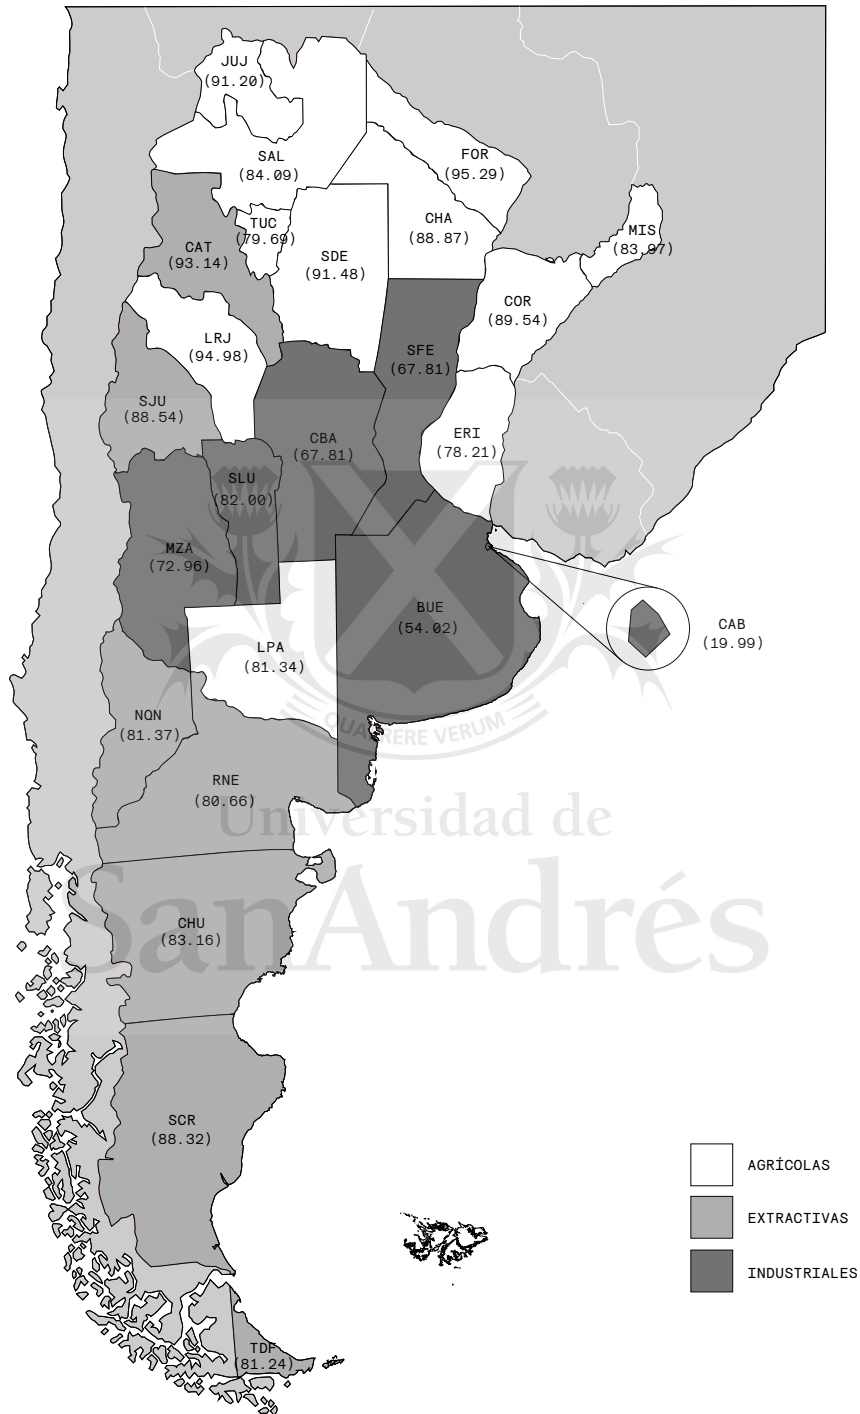 JUJ
(91.20)
SAL
(84.09)
FOR
(95.29)
TUC
(79.69)
CHA
(88.87)
MIS
(83.97)
CAT
(93.14)
SDE
(91.48)
COR
(89.54)
LRJ
(94.98)
SFE
(67.81)
SJU
(88.54)
CBA
(67.81)
ERI
(78.21)
SLU
(82.00)
MZA
(72.96)
BUE
(54.02)
CAB
(19.99)
LPA
(81.34)
NQN
(81.37)
QUAERERE VERUM
RNE
(80.66)
Universidad de
SanAndrés
CHU
(83.16)
SCR
(88.32)
AGRÍCOLAS
EXTRACTIVAS
INDUSTRIALES
TDF
(81.24)